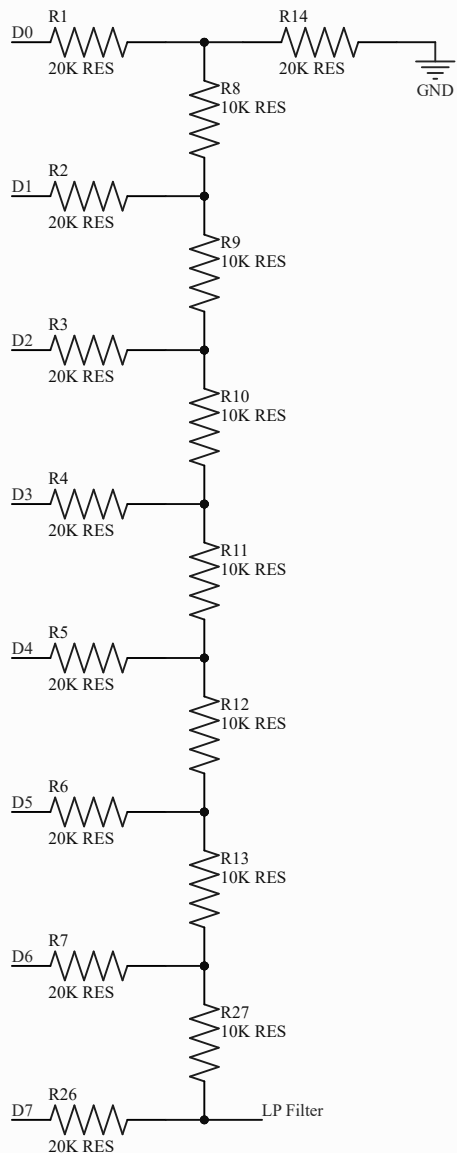 D0
R1
20K RES
R14
20K RES
GND
R8
10K RES
D1
R2
20K RES
R9
10K RES
D2
R3
20K RES
R10
10K RES
D3
R4
20K RES
R11
10K RES
D4
R5
20K RES
R12
10K RES
D5
R6
20K RES
R13
10K RES
D6
R7
20K RES
R27
10K RES
D7
R26
20K RES
LP Filter